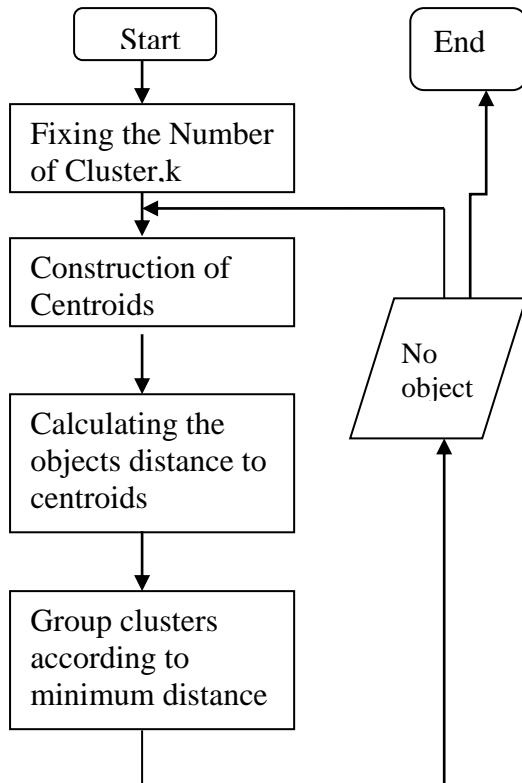 Start
Fixing the Number
of Cluster,k
Construction of
Centroids
Calculating the
objects distance to
centroids
Group clusters
according to
minimum distance
No
object
End